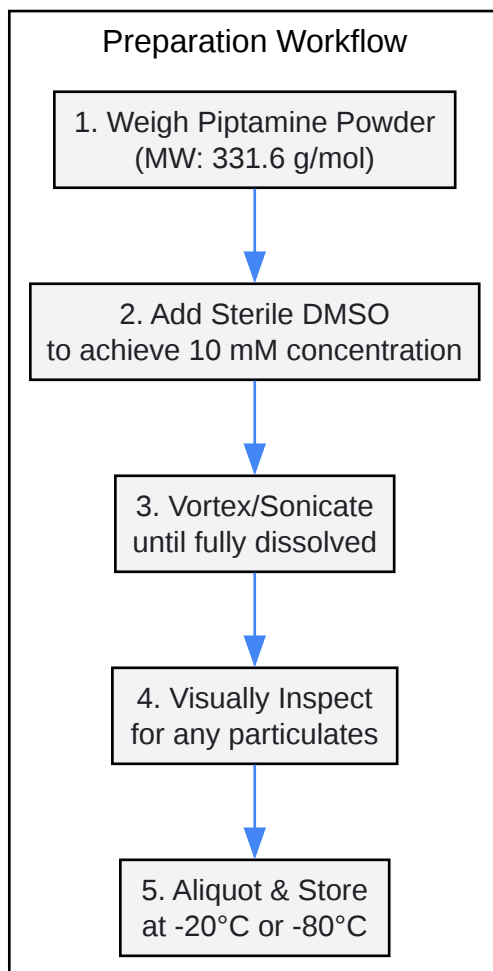 Preparation Workflow
1. Weigh Piptamine Powder
(MW: 331.6 g/mol)
2. Add Sterile DMSO
to achieve 10 mM concentration
3. Vortex/Sonicate
until fully dissolved
4. Visually Inspect
for any particulates
5. Aliquot & Store
at -20°C or -80°C